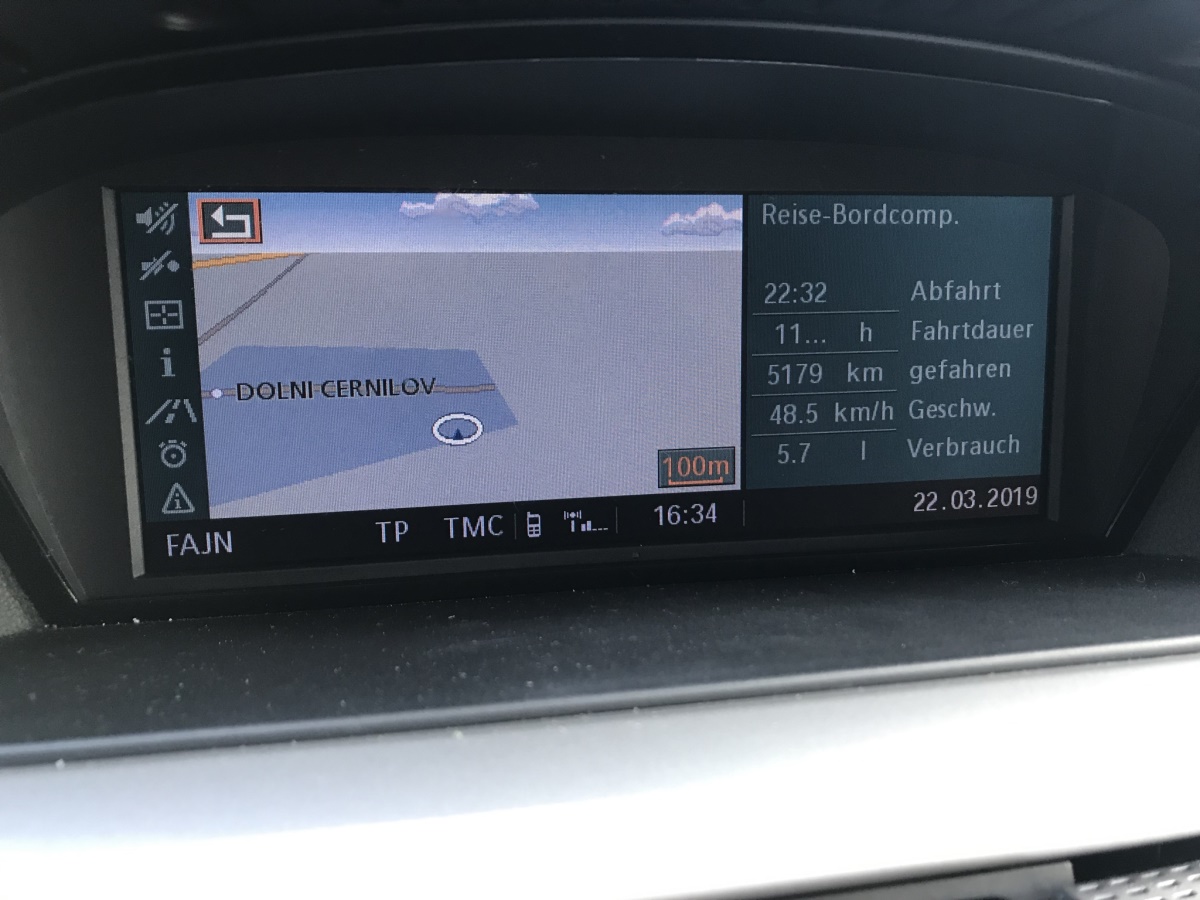 Reise-Bordcomp.
22:32 Abfahrt
11... h Fahrtdauer
5179 km gefahren
48.5 km/h Geschw.
5.7 l Verbrauch
DOLNI CERNILOV
100m
FAJN TP TMC 16:34 22.03.2019